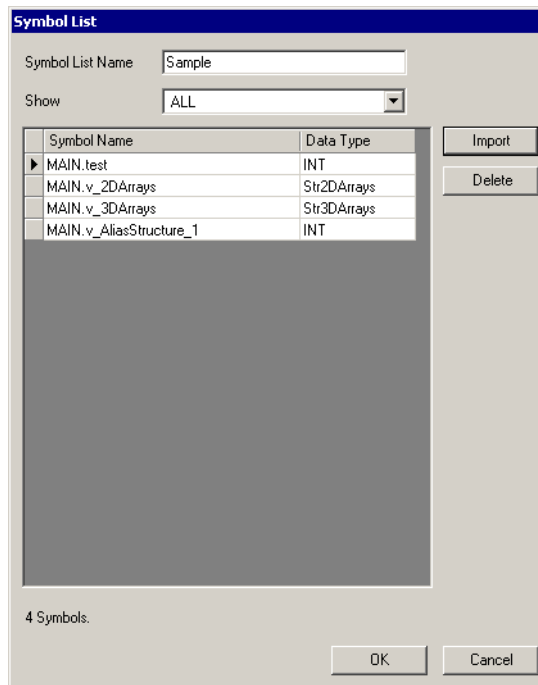 Symbol List
Symbol List Name Sample
Show ALL
Symbol Name Data Type Import
MAIN.test INT
MAIN.v_2DArrays Str2DArrays Delete
MAIN.v_3DArrays Str3DArrays
MAIN.v_AliasStructure_1 INT
4 Symbols.
OK Cancel